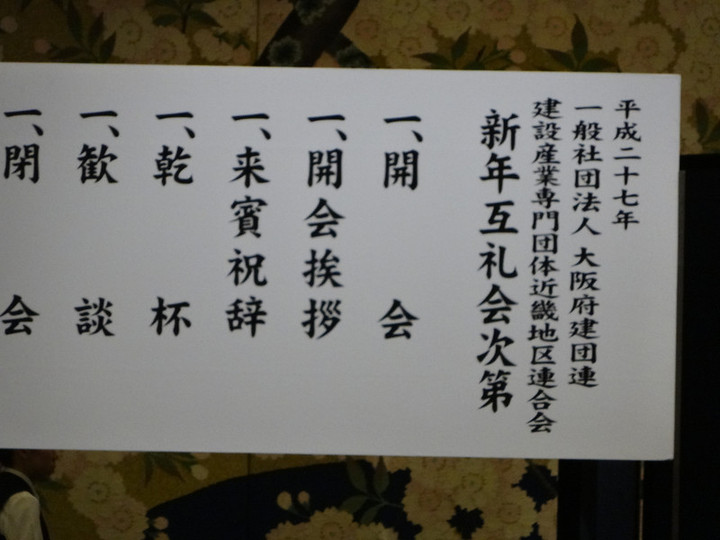 平成二十七年
一般社団法人 大阪府建団連
建設産業専門団体近畿地区連合会
新年互礼会次第
一、開会
一、開会挨拶
一、来賓祝辞
一、乾杯
一、歓談
一、閉会